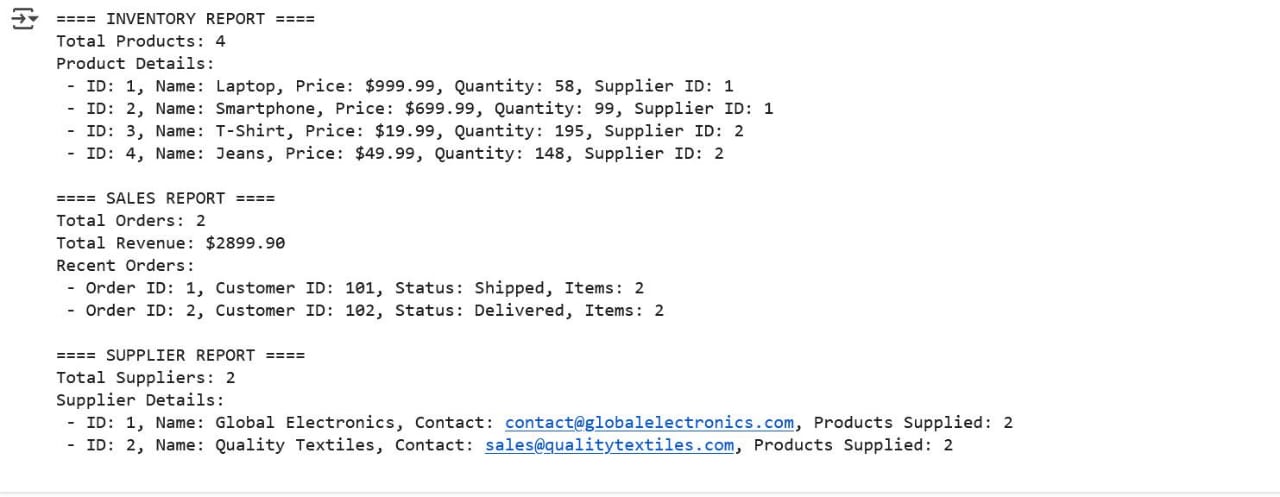 ==== INVENTORY REPORT ====
Total Products: 4
Product Details:
- ID: 1, Name: Laptop, Price: $999.99, Quantity: 58, Supplier ID: 1
- ID: 2, Name: Smartphone, Price: $699.99, Quantity: 99, Supplier ID: 1
- ID: 3, Name: T-Shirt, Price: $19.99, Quantity: 195, Supplier ID: 2
- ID: 4, Name: Jeans, Price: $49.99, Quantity: 148, Supplier ID: 2
==== SALES REPORT ====
Total Orders: 2
Total Revenue: $2899.90
Recent Orders:
- Order ID: 1, Customer ID: 101, Status: Shipped, Items: 2
- Order ID: 2, Customer ID: 102, Status: Delivered, Items: 2
==== SUPPLIER REPORT ====
Total Suppliers: 2
Supplier Details:
- ID: 1, Name: Global Electronics, Contact: contact@globalelectronics.com, Products Supplied: 2
- ID: 2, Name: Quality Textiles, Contact: sales@qualitytextiles.com, Products Supplied: 2